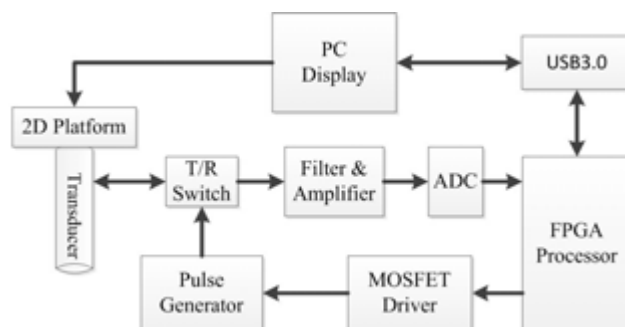 PC
Display
USB3.0
2D Platform
Transducer
T/R
Switch
Filter &
Amplifier
ADC
FPGA
Processor
Pulse
Generator
MOSFET
Driver